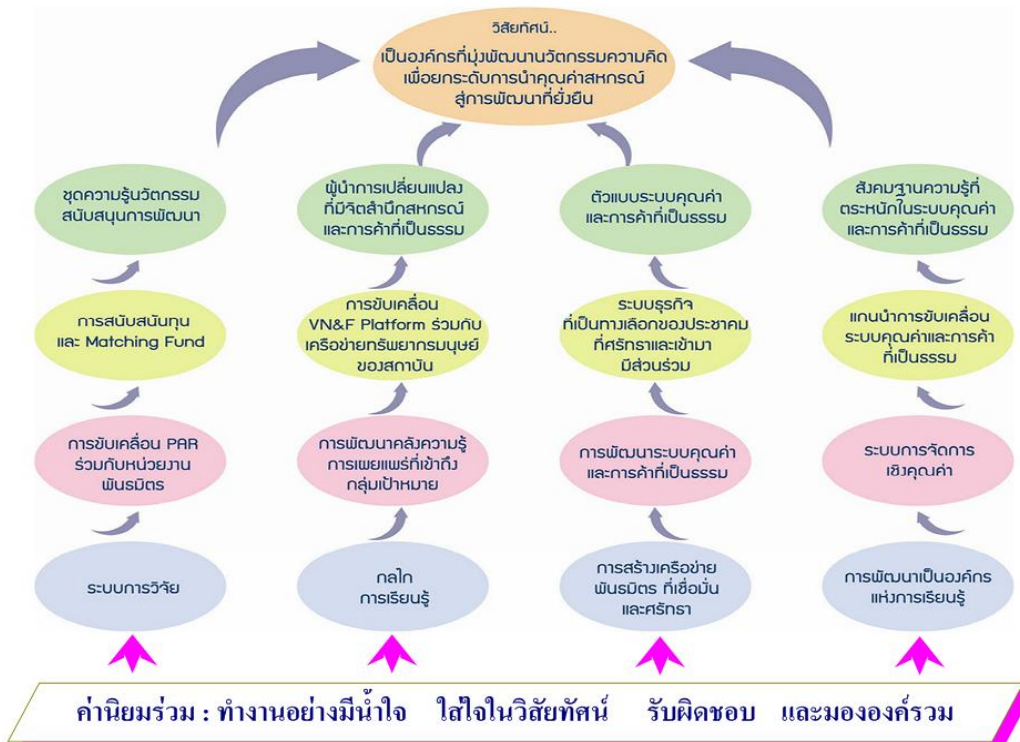 วิสัยทัศน์..
เป็นองค์กรที่มุ่งพัฒนานวัตกรรมความคิด
เพื่อยกระดับการนำคุณค่าสหกรณ์
สู่การพัฒนาที่ยั่งยืน
ชุดความรู้นวัตกรรม
สนับสนุนการพัฒนา
ผู้นำการเปลี่ยนแปลง
ที่มีจิตสำนึกสหกรณ์
และการค้าที่เป็นธรรม
ตัวแบบระบบคุณค่า
และการค้าที่เป็นธรรม
สังคมฐานความรู้ที่
ตระหนักในระบบคุณค่า
และการค้าที่เป็นธรรม
การสนับสนันทุน
และ Matching Fund
การขับเคลื่อน
VN&F Platform ร่วมกับ
เครือข่ายทรัพยากรมนุษย์
ของสถาบัน
ระบบธุรกิจ
ที่เป็นทางเลือกของประชาคม
ที่ศรัทธาและเข้ามา
มีส่วนร่วม
แกนนำการขับเคลื่อน
ระบบคุณค่าและการค้า
ที่เป็นธรรม
การขับเคลื่อน PAR
ร่วมกับหน่วยงาน
พันธมิตร
การพัฒนาคลังความรู้
การเผยแพร่ที่เข้าถึง
กลุ่มเป้าหมาย
การพัฒนาระบบคุณค่า
และการค้าที่เป็นธรรม
ระบบการจัดการ
เชิงคุณค่า
ระบบการวิจัย
กลไก
การเรียนรู้
การสร้างเครือข่าย
พันธมิตร ที่เชื่อมั่น
และศรัทธา
การพัฒนาเป็นองค์กร
แห่งการเรียนรู้
ค่านิยมร่วม : ทำงานอย่างมีน้ำใจ ใส่ใจในวิสัยทัศน์ รับผิดชอบ และมององค์รวม